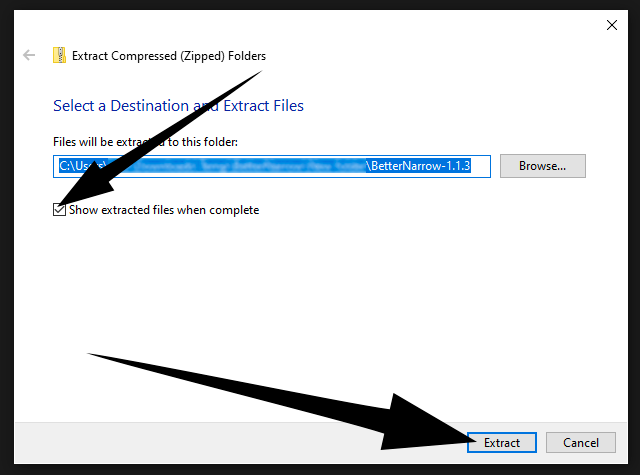 Extract Compressed (Zipped) Folders
Select a Destination and Extract Files
Files will be extracted to this folder:
C:\Users\ \BetterNarrow-1.1.3
Browse...
Show extracted files when complete
Extract
Cancel